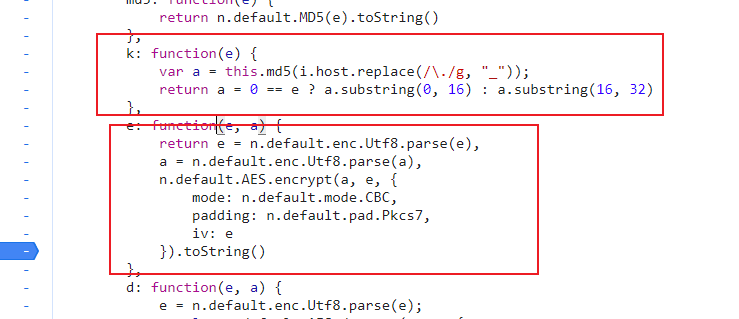 md5: function(e) {
return n.default.MD5(e).toString()
},
k: function(e) {
var a = this.md5(i.host.replace(/\./g, "_"));
return a = 0 == e ? a.substring(0, 16) : a.substring(16, 32)
},
e: function(e, a) {
return e = n.default.enc.Utf8.parse(e),
a = n.default.enc.Utf8.parse(a),
n.default.AES.encrypt(a, e, {
mode: n.default.mode.CBC,
padding: n.default.pad.Pkcs7,
iv: e
}).toString()
},
d: function(e, a) {
e = n.default.enc.Utf8.parse(e);